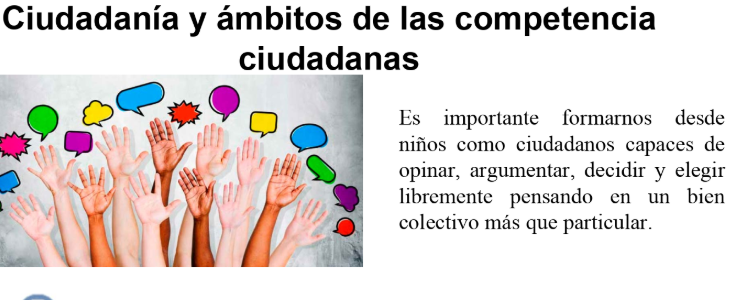 Ciudadanía y ámbitos de las competencia
ciudadanas
Es importante formarnos desde
niños como ciudadanos capaces de
opinar, argumentar, decidir y elegir
libremente pensando en un bien
colectivo más que particular.